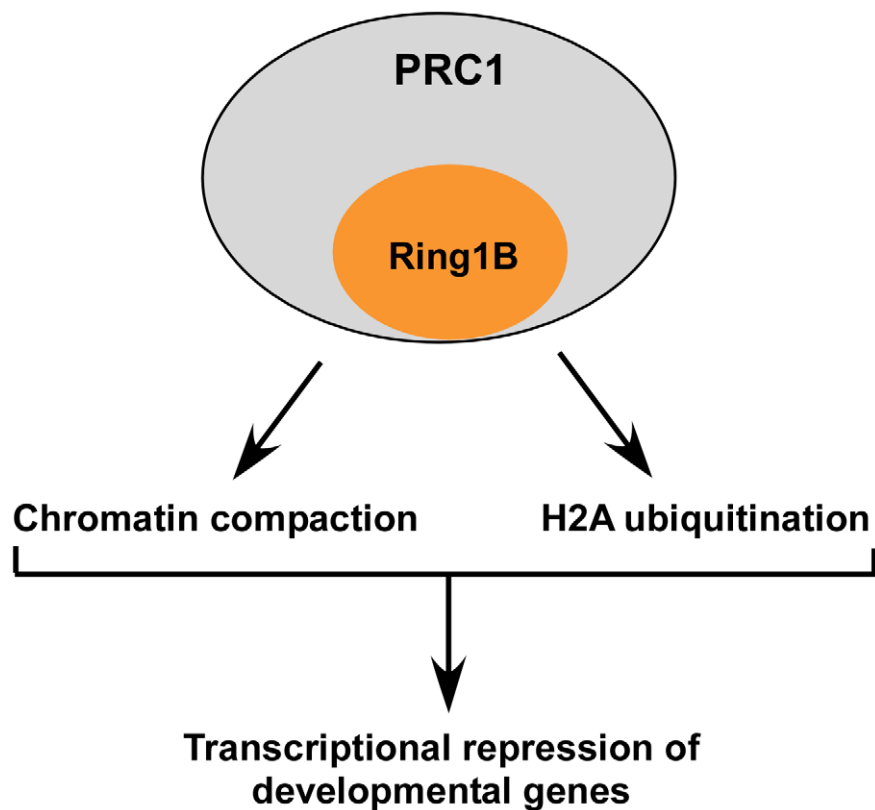 PRC1
Ring1B
Chromatin compaction
H2A ubiquitination
Transcriptional repression of
developmental genes